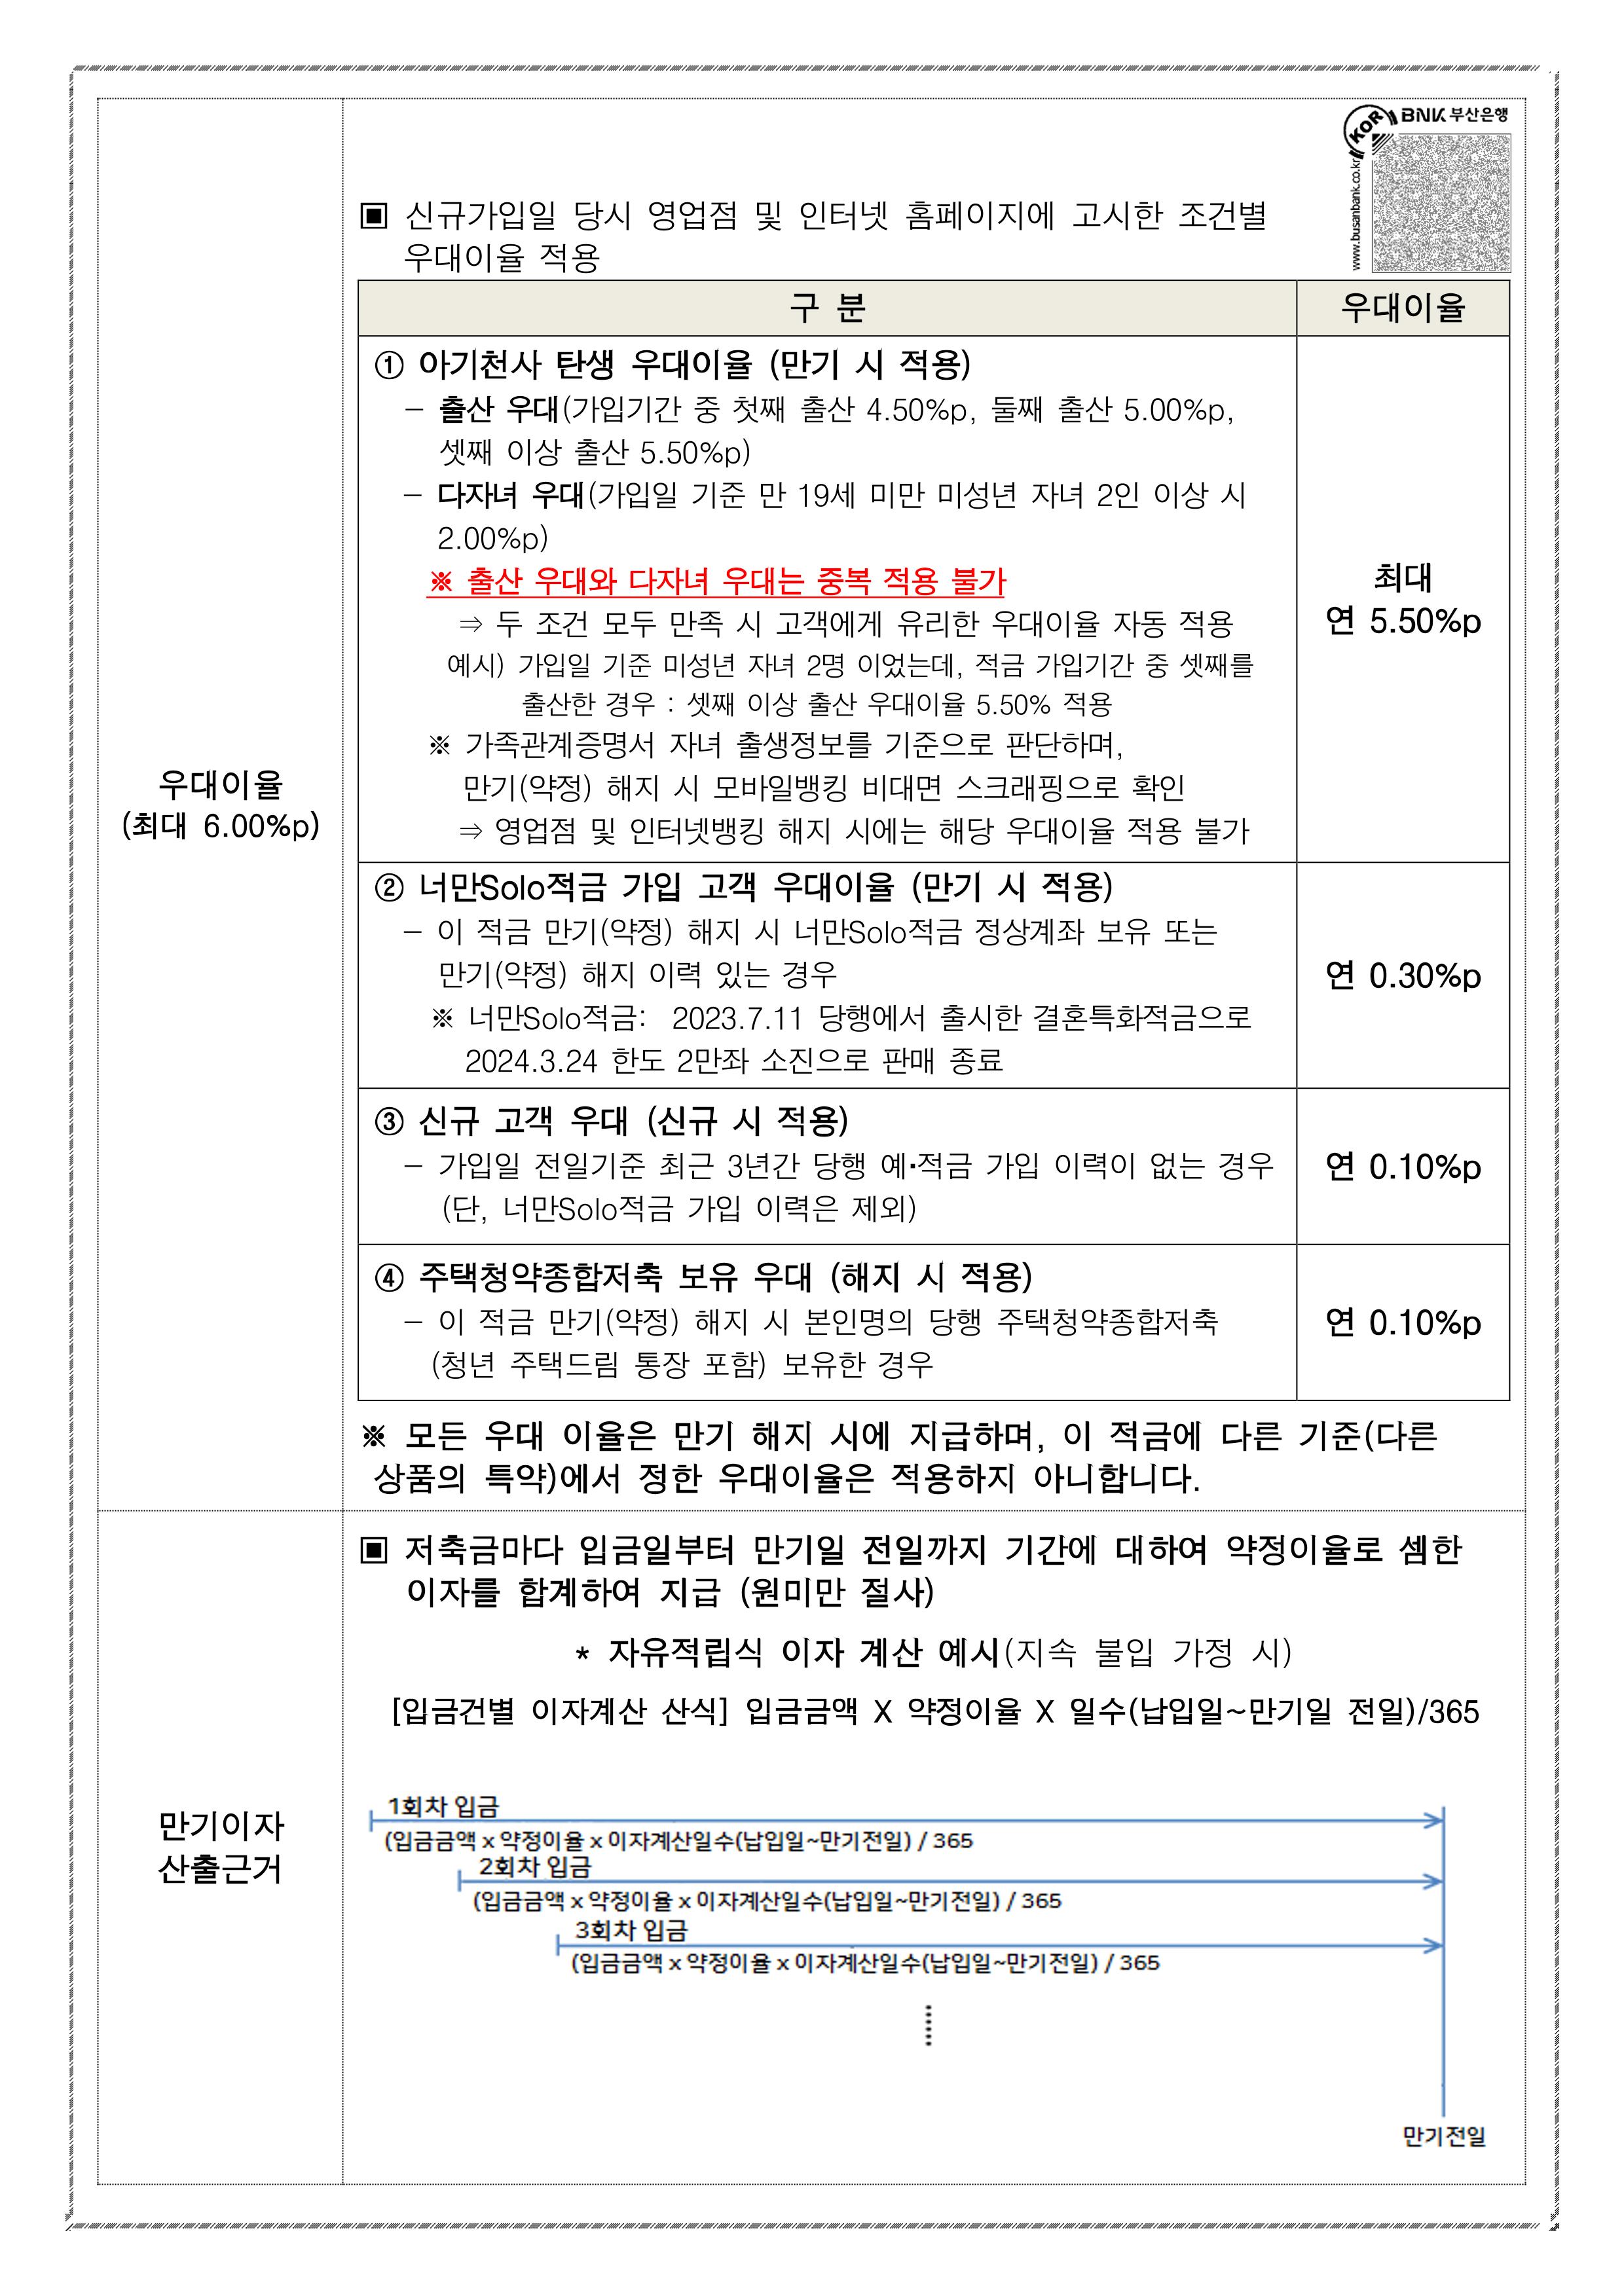 KOR BNK 부산은행
www.busanbank.co.kr
▣ 신규가입일 당시 영업점 및 인터넷 홈페이지에 고시한 조건별
우대이율 적용
우대이율
(최대 6.00%p)
구 분 우대이율
① 아기천사 탄생 우대이율 (만기 시 적용)
- 출산 우대(가입기간 중 첫째 출산 4.50%p, 둘째 출산 5.00%p,
셋째 이상 출산 5.50%p)
- 다자녀 우대(가입일 기준 만 19세 미만 미성년 자녀 2인 이상 시
2.00%p)
※ 출산 우대와 다자녀 우대는 중복 적용 불가
⇒ 두 조건 모두 만족 시 고객에게 유리한 우대이율 자동 적용
예시) 가입일 기준 미성년 자녀 2명 이었는데, 적금 가입기간 중 셋째를
출산한 경우 : 셋째 이상 출산 우대이율 5.50% 적용
※ 가족관계증명서 자녀 출생정보를 기준으로 판단하며,
만기(약정) 해지 시 모바일뱅킹 비대면 스크래핑으로 확인
⇒ 영업점 및 인터넷뱅킹 해지 시에는 해당 우대이율 적용 불가
최대
연 5.50%p
② 너만Solo적금 가입 고객 우대이율 (만기 시 적용)
- 이 적금 만기(약정) 해지 시 너만Solo적금 정상계좌 보유 또는
만기(약정) 해지 이력 있는 경우
※ 너만Solo적금: 2023.7.11 당행에서 출시한 결혼특화적금으로
2024.3.24 한도 2만좌 소진으로 판매 종료
연 0.30%p
③ 신규 고객 우대 (신규 시 적용)
- 가입일 전일기준 최근 3년간 당행 예·적금 가입 이력이 없는 경우
(단, 너만Solo적금 가입 이력은 제외)
연 0.10%p
④ 주택청약종합저축 보유 우대 (해지 시 적용)
- 이 적금 만기(약정) 해지 시 본인명의 당행 주택청약종합저축
(청년 주택드림 통장 포함) 보유한 경우
연 0.10%p
※ 모든 우대 이율은 만기 해지 시에 지급하며, 이 적금에 다른 기준(다른
상품의 특약)에서 정한 우대이율은 적용하지 아니합니다.
만기이자
산출근거
▣ 저축금마다 입금일부터 만기일 전일까지 기간에 대하여 약정이율로 셈한
이자를 합계하여 지급 (원미만 절사)
* 자유적립식 이자 계산 예시(지속 불입 가정 시)
[입금건별 이자계산 산식] 입금금액 X 약정이율 X 일수(납입일~만기일 전일)/365
1회차 입금
(입금금액 x 약정이율 x 이자계산일수(납입일~만기전일) / 365
2회차 입금
(입금금액 x 약정이율 x 이자계산일수(납입일~만기전일) / 365
3회차 입금
(입금금액 x 약정이율 x 이자계산일수(납입일~만기전일) / 365
만기전일